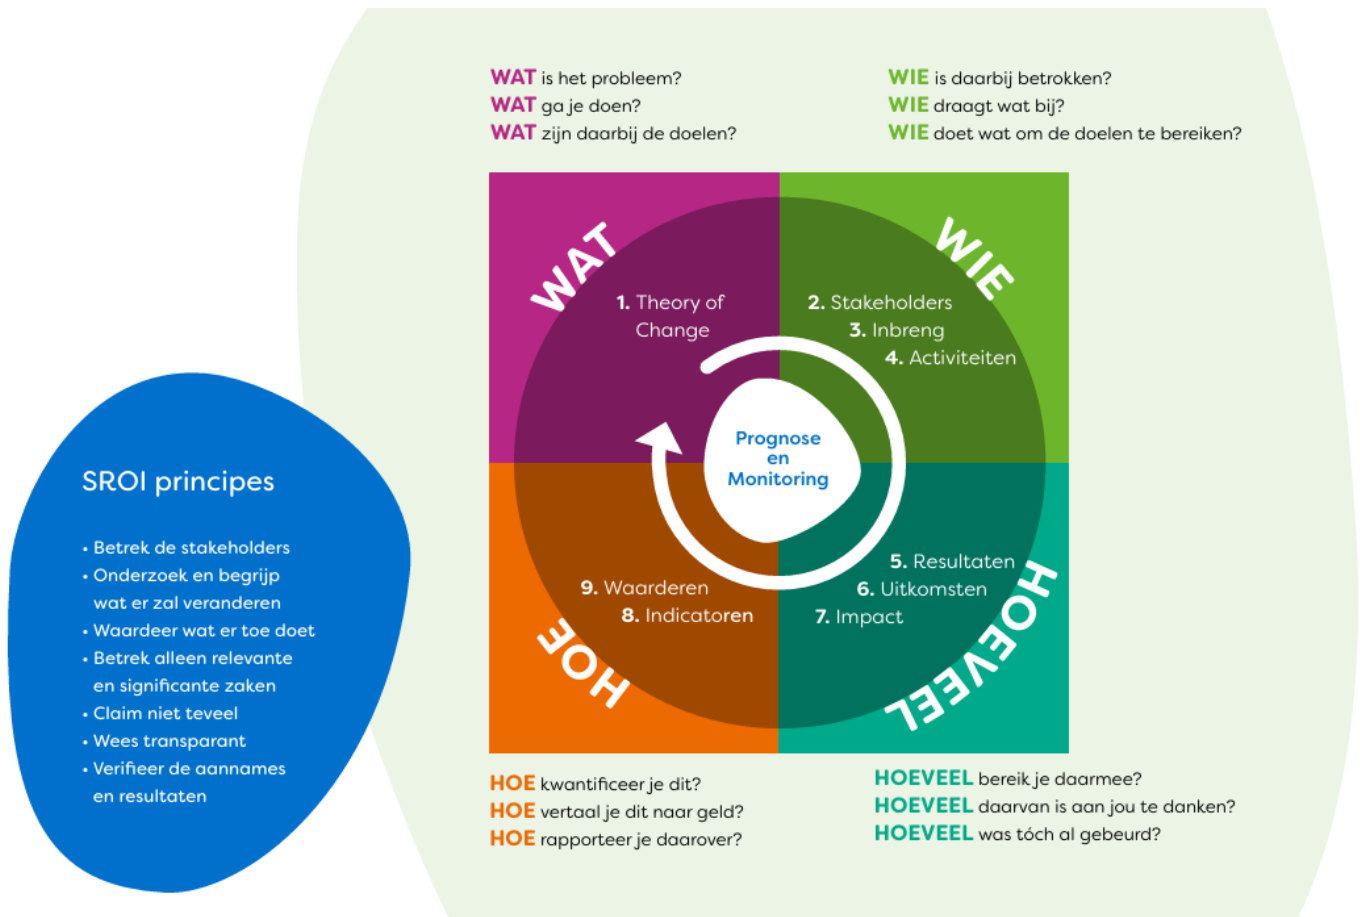 WAT is het probleem?
WAT ga je doen?
WAT zijn daarbij de doelen?
WIE is daarbij betrokken?
WIE draagt wat bij?
WIE doet wat om de doelen te bereiken?
WAT
1. Theory of
Change
WIE
2. Stakeholders
3. Inbreng
4. Activiteiten
Prognose
en
Monitoring
5. Resultaten
6. Uitkomsten
7. Impact
HOEVEEL
9. Waarderen
8. Indicatoren
HOE
HOE kwantificeer je dit?
HOE vertaal je dit naar geld?
HOE rapporteer je daarover?
HOEVEEL bereik je daarmee?
HOEVEEL daarvan is aan jou te danken?
HOEVEEL was tóch al gebeurd?
SROI principes
• Betrek de stakeholders
• Onderzoek en begrijp
wat er zal veranderen
• Waardeer wat er toe doet
• Betrek alleen relevante
en significante zaken
• Claim niet teveel
• Wees transparant
• Verifieer de aannames
en resultaten